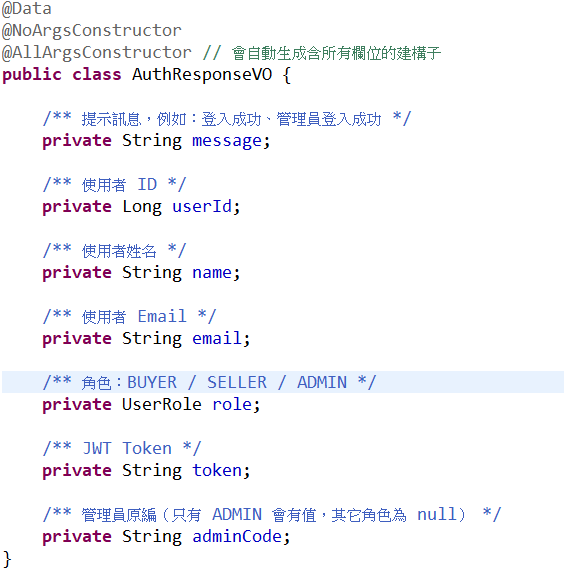 @Data
@NoArgsConstructor
@AllArgsConstructor // 會自動生成含所有欄位的建構子
public class AuthResponseVO {
/** 提示訊息，例如：登入成功、管理員登入成功 */
private String message;
/** 使用者 ID */
private Long userId;
/** 使用者姓名 */
private String name;
/** 使用者 Email */
private String email;
/** 角色：BUYER / SELLER / ADMIN */
private UserRole role;
/** JWT Token */
private String token;
/** 管理員原編（只有 ADMIN 會有值，其它角色為 null） */
private String adminCode;
}